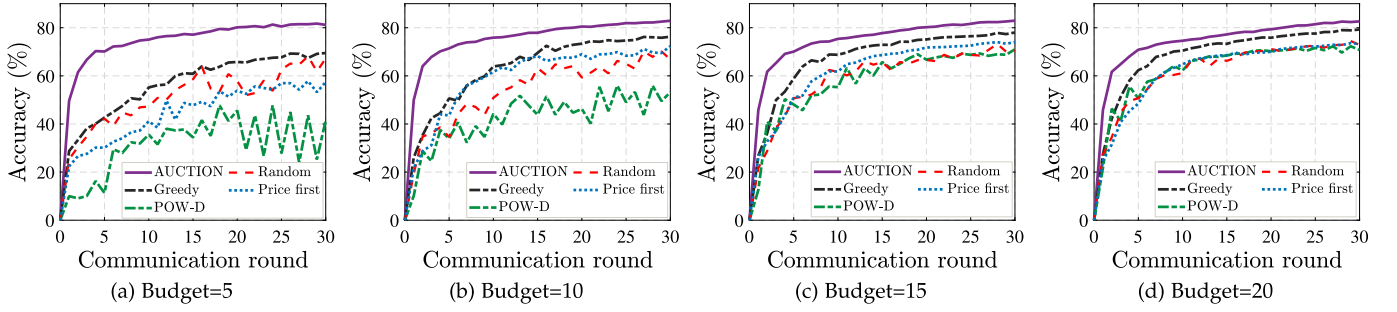 Accuracy (%)
80
60
40
20
0
AUCTION
Random
Greedy
Price first
POW-D
0 5 10 15 20 25 30
Communication round
(a) Budget=5
Accuracy (%)
80
60
40
20
0
AUCTION
Random
Greedy
Price first
POW-D
0 5 10 15 20 25 30
Communication round
(b) Budget=10
Accuracy (%)
80
60
40
20
0
AUCTION
Random
Greedy
Price first
POW-D
0 5 10 15 20 25 30
Communication round
(c) Budget=15
Accuracy (%)
80
60
40
20
0
AUCTION
Random
Greedy
Price first
POW-D
0 5 10 15 20 25 30
Communication round
(d) Budget=20